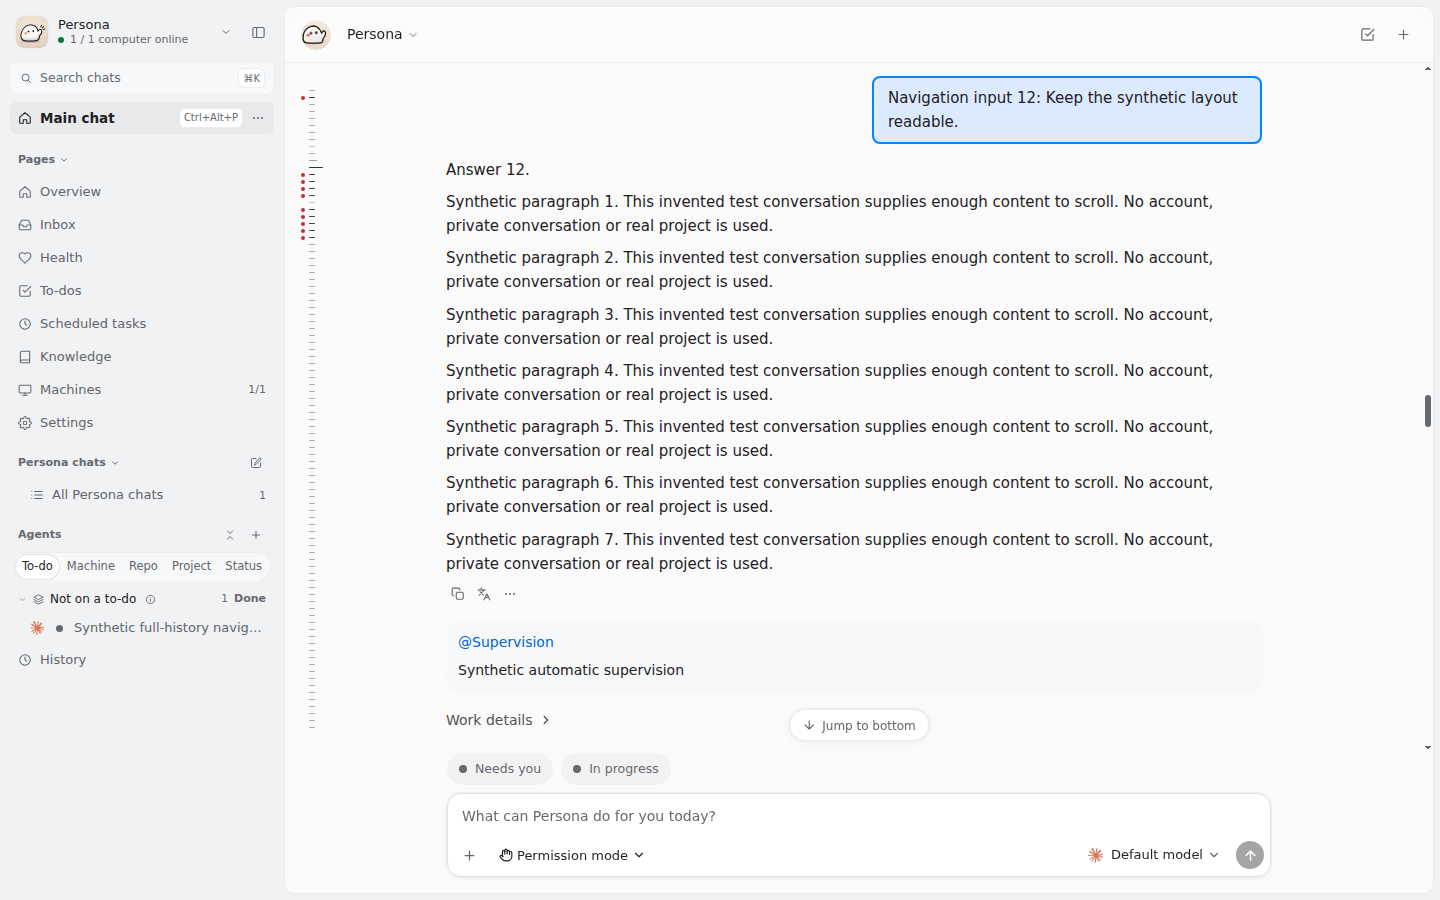 Persona
1 / 1 computer online
Search chats
⌘K
Main chat
Ctrl+Alt+P
Pages
Overview
Inbox
Health
To-dos
Scheduled tasks
Knowledge
Machines
1/1
Settings
Persona chats
All Persona chats
1
Agents
To-do
Machine
Repo
Project
Status
Not on a to-do
1 Done
Synthetic full-history navig...
History
Persona
Navigation input 12: Keep the synthetic layout
readable.
Answer 12.
Synthetic paragraph 1. This invented test conversation supplies enough content to scroll. No account,
private conversation or real project is used.
Synthetic paragraph 2. This invented test conversation supplies enough content to scroll. No account,
private conversation or real project is used.
Synthetic paragraph 3. This invented test conversation supplies enough content to scroll. No account,
private conversation or real project is used.
Synthetic paragraph 4. This invented test conversation supplies enough content to scroll. No account,
private conversation or real project is used.
Synthetic paragraph 5. This invented test conversation supplies enough content to scroll. No account,
private conversation or real project is used.
Synthetic paragraph 6. This invented test conversation supplies enough content to scroll. No account,
private conversation or real project is used.
Synthetic paragraph 7. This invented test conversation supplies enough content to scroll. No account,
private conversation or real project is used.
@Supervision
Synthetic automatic supervision
Work details
Jump to bottom
Needs you
In progress
What can Persona do for you today?
Permission mode
Default model